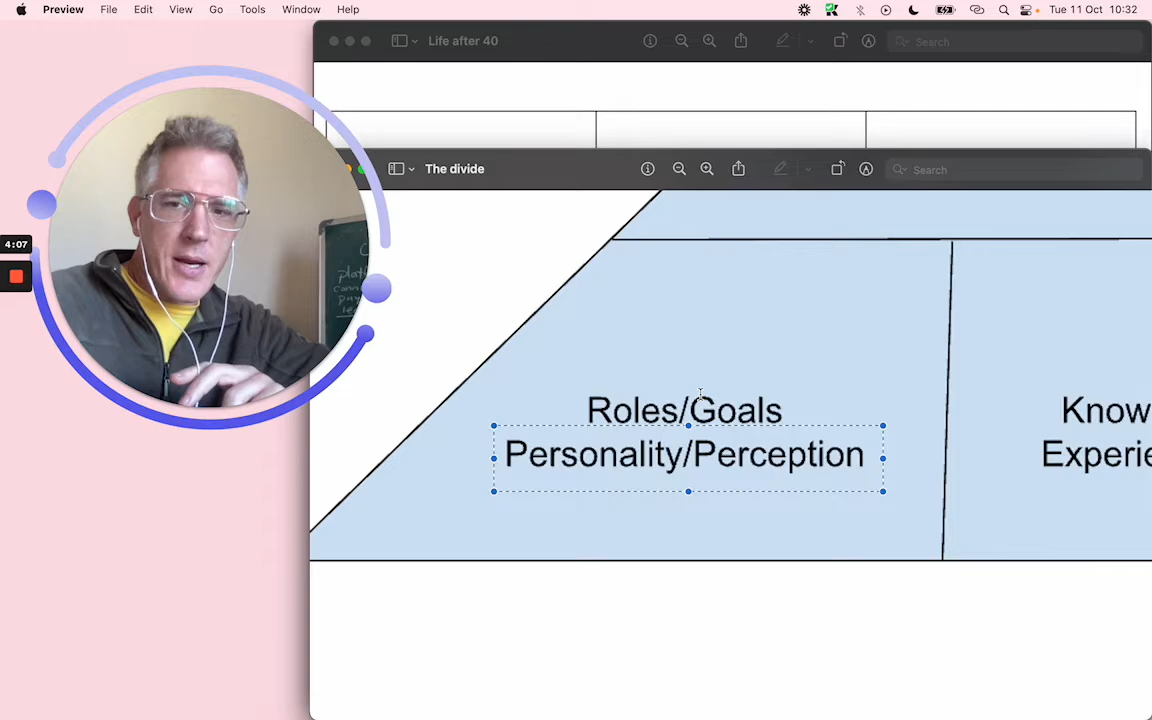 Preview File Edit View Go Tools Window Help
Tue 11 Oct 10:32
Life after 40
Search
The divide
Search
4:07
Roles/Goals
Personality/Perception
Know
Experie